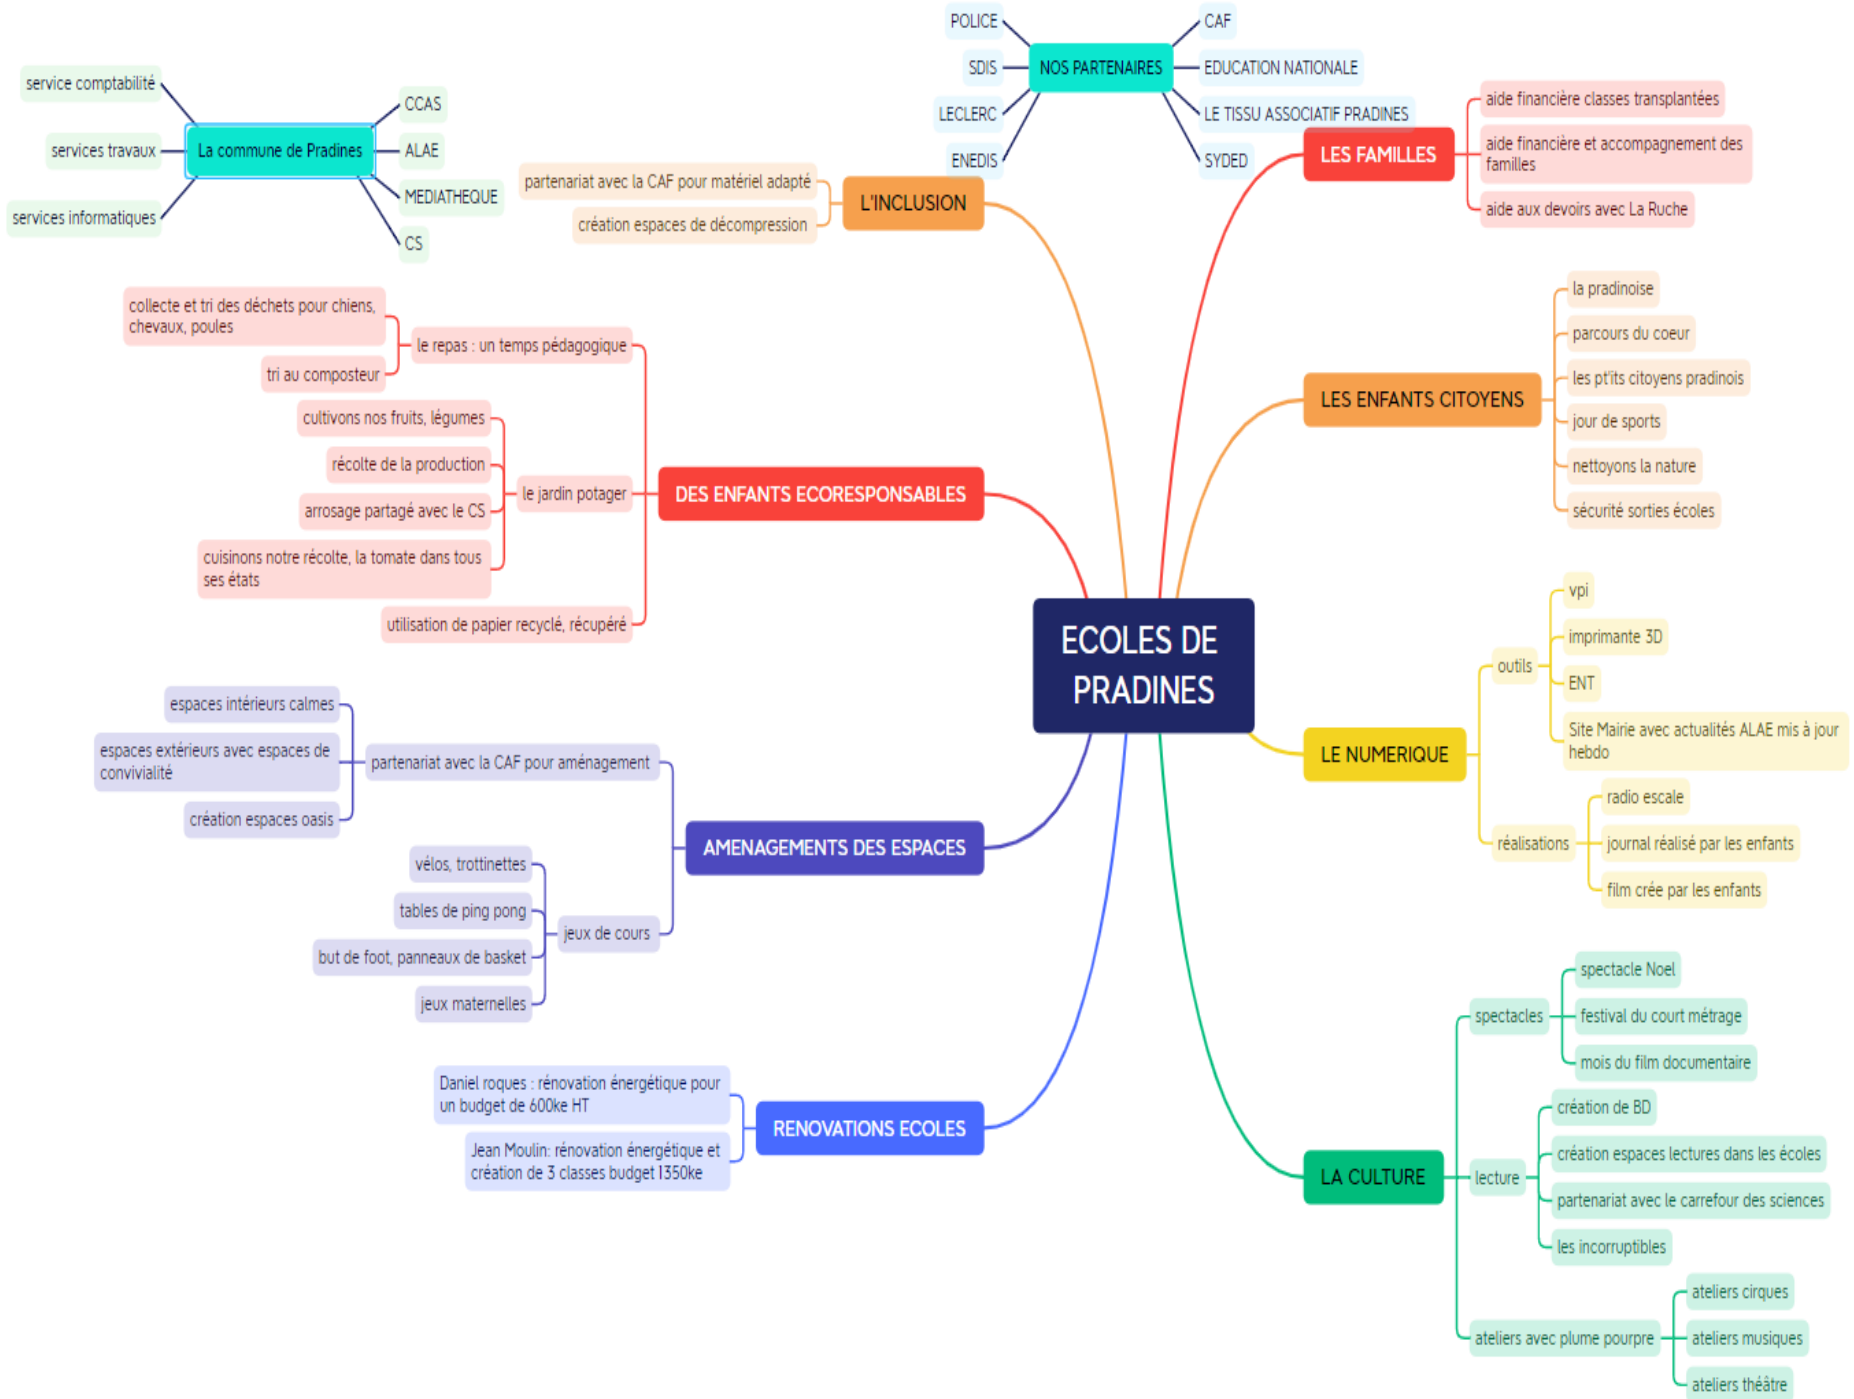 POLICE
SDIS
LECLERC
ENEDIS
NOS PARTENAIRES
CAF
EDUCATION NATIONALE
LE TISSU ASSOCIATIF PRADINES
SYDED
service comptabilité
services travaux
services informatiques
La commune de Pradines
CCAS
ALAE
MEDIATHEQUE
CS
L'INCLUSION
partenariat avec la CAF pour matériel adapté
création espaces de décompression
LES FAMILLES
aide financière classes transplantées
aide financière et accompagnement des
familles
aide aux devoirs avec La Ruche
DES ENFANTS ECORESPONSABLES
le repas : un temps pédagogique
collecte et tri des déchets pour chiens,
chevaux, poules
tri au composteur
le jardin potager
cultivons nos fruits, légumes
récolte de la production
arrosage partagé avec le CS
cuisinons notre récolte, la tomate dans tous
ses états
utilisation de papier recyclé, récupéré
LES ENFANTS CITOYENS
la pradinoise
parcours du coeur
les pt'its citoyens pradinois
jour de sports
nettoyons la nature
sécurité sorties écoles
ECOLES DE
PRADINES
LE NUMERIQUE
outils
vpi
imprimante 3D
ENT
Site Mairie avec actualités ALAE mis à jour
hebdo
réalisations
radio escale
journal réalisé par les enfants
film crée par les enfants
AMENAGEMENTS DES ESPACES
partenariat avec la CAF pour aménagement
espaces intérieurs calmes
espaces extérieurs avec espaces de
convivialité
création espaces oasis
jeux de cours
vélos, trottinettes
tables de ping pong
but de foot, panneaux de basket
jeux maternelles
RENOVATIONS ECOLES
Daniel roques : rénovation énergétique pour
un budget de 600ke HT
Jean Moulin: rénovation énergétique et
création de 3 classes budget 1350ke
LA CULTURE
spectacles
spectacle Noel
festival du court métrage
mois du film documentaire
lecture
création de BD
création espaces lectures dans les écoles
partenariat avec le carrefour des sciences
les incorruptibles
ateliers avec plume pourpre
ateliers cirques
ateliers musiques
ateliers théâtre